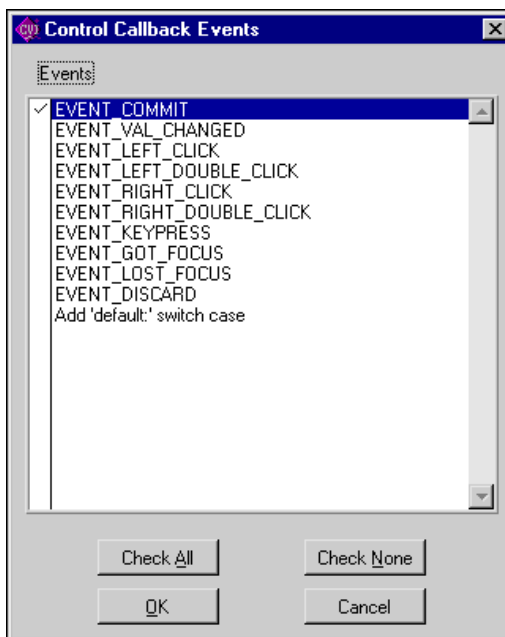 CVI Control Callback Events
Events
EVENT_COMMIT
EVENT_VAL_CHANGED
EVENT_LEFT_CLICK
EVENT_LEFT_DOUBLE_CLICK
EVENT_RIGHT_CLICK
EVENT_RIGHT_DOUBLE_CLICK
EVENT_KEYPRESS
EVENT_GOT_FOCUS
EVENT_LOST_FOCUS
EVENT_DISCARD
Add 'default:' switch case
Check All Check None
OK Cancel